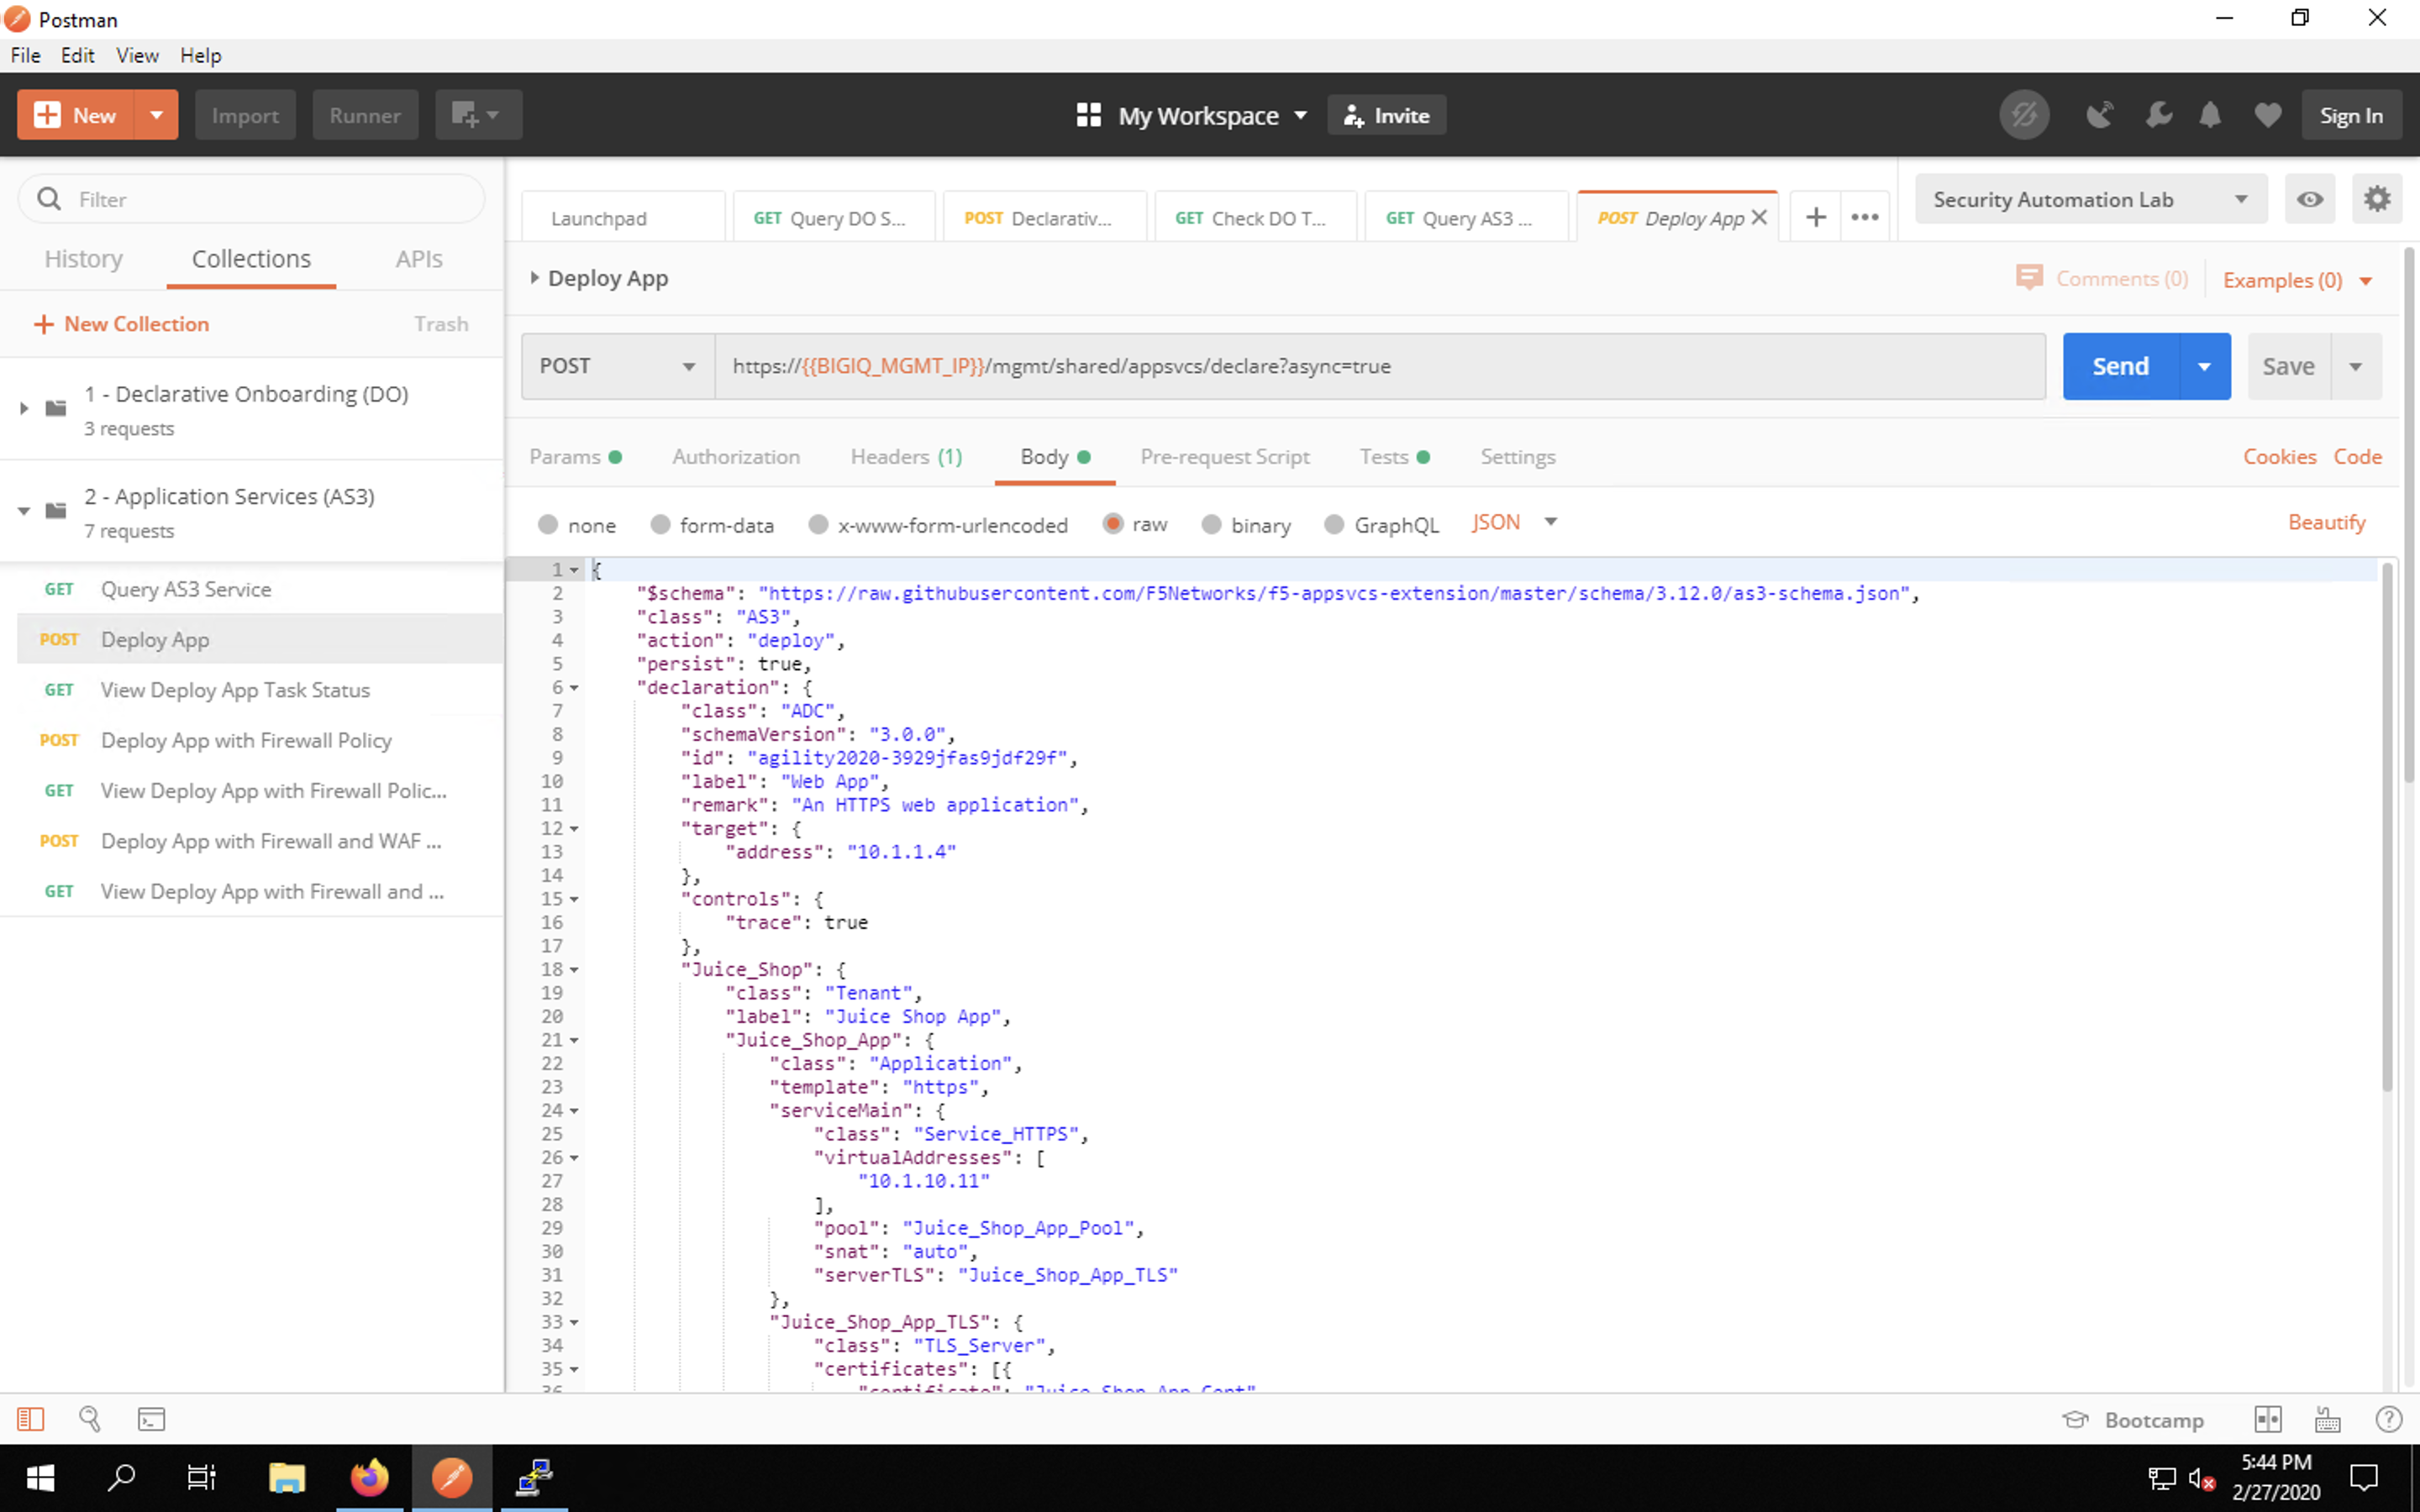 Postman
File Edit View Help
New Import Runner My Workspace Invite Sign In
Filter
History Collections APIs
New Collection Trash
1 - Declarative Onboarding (DO)
3 requests
2 - Application Services (AS3)
7 requests
GET Query AS3 Service
POST Deploy App
GET View Deploy App Task Status
POST Deploy App with Firewall Policy
GET View Deploy App with Firewall Polic...
POST Deploy App with Firewall and WAF ...
GET View Deploy App with Firewall and ...
Launchpad GET Query DO S... POST Declarativ... GET Check DO T... GET Query AS3 ... POST Deploy App Security Automation Lab
Deploy App Comments (0) Examples (0)
POST https://{{BIGIQ_MGMT_IP}}/mgmt/shared/appsvcs/declare?async=true Send Save
Params Authorization Headers (1) Body Pre-request Script Tests Settings Cookies Code
none form-data x-www-form-urlencoded raw binary GraphQL JSON Beautify
1 {
2 "$schema": "https://raw.githubusercontent.com/F5Networks/f5-appsvcs-extension/master/schema/3.12.0/as3-schema.json",
3 "class": "AS3",
4 "action": "deploy",
5 "persist": true,
6 "declaration": {
7 "class": "ADC",
8 "schemaVersion": "3.0.0",
9 "id": "agility2020-3929jfas9jdf29f",
10 "label": "Web App",
11 "remark": "An HTTPS web application",
12 "target": {
13 "address": "10.1.1.4"
14 },
15 "controls": {
16 "trace": true
17 },
18 "Juice_Shop": {
19 "class": "Tenant",
20 "label": "Juice Shop App",
21 "Juice_Shop_App": {
22 "class": "Application",
23 "template": "https",
24 "serviceMain": {
25 "class": "Service_HTTPS",
26 "virtualAddresses": [
27 "10.1.10.11"
28 ],
29 "pool": "Juice_Shop_App_Pool",
30 "snat": "auto",
31 "serverTLS": "Juice_Shop_App_TLS"
32 },
33 "Juice_Shop_App_TLS": {
34 "class": "TLS_Server",
35 "certificates": [{
36 "certificate": "Juice_Shop_App_Cert"
Bootcamp
5:44 PM
2/27/2020